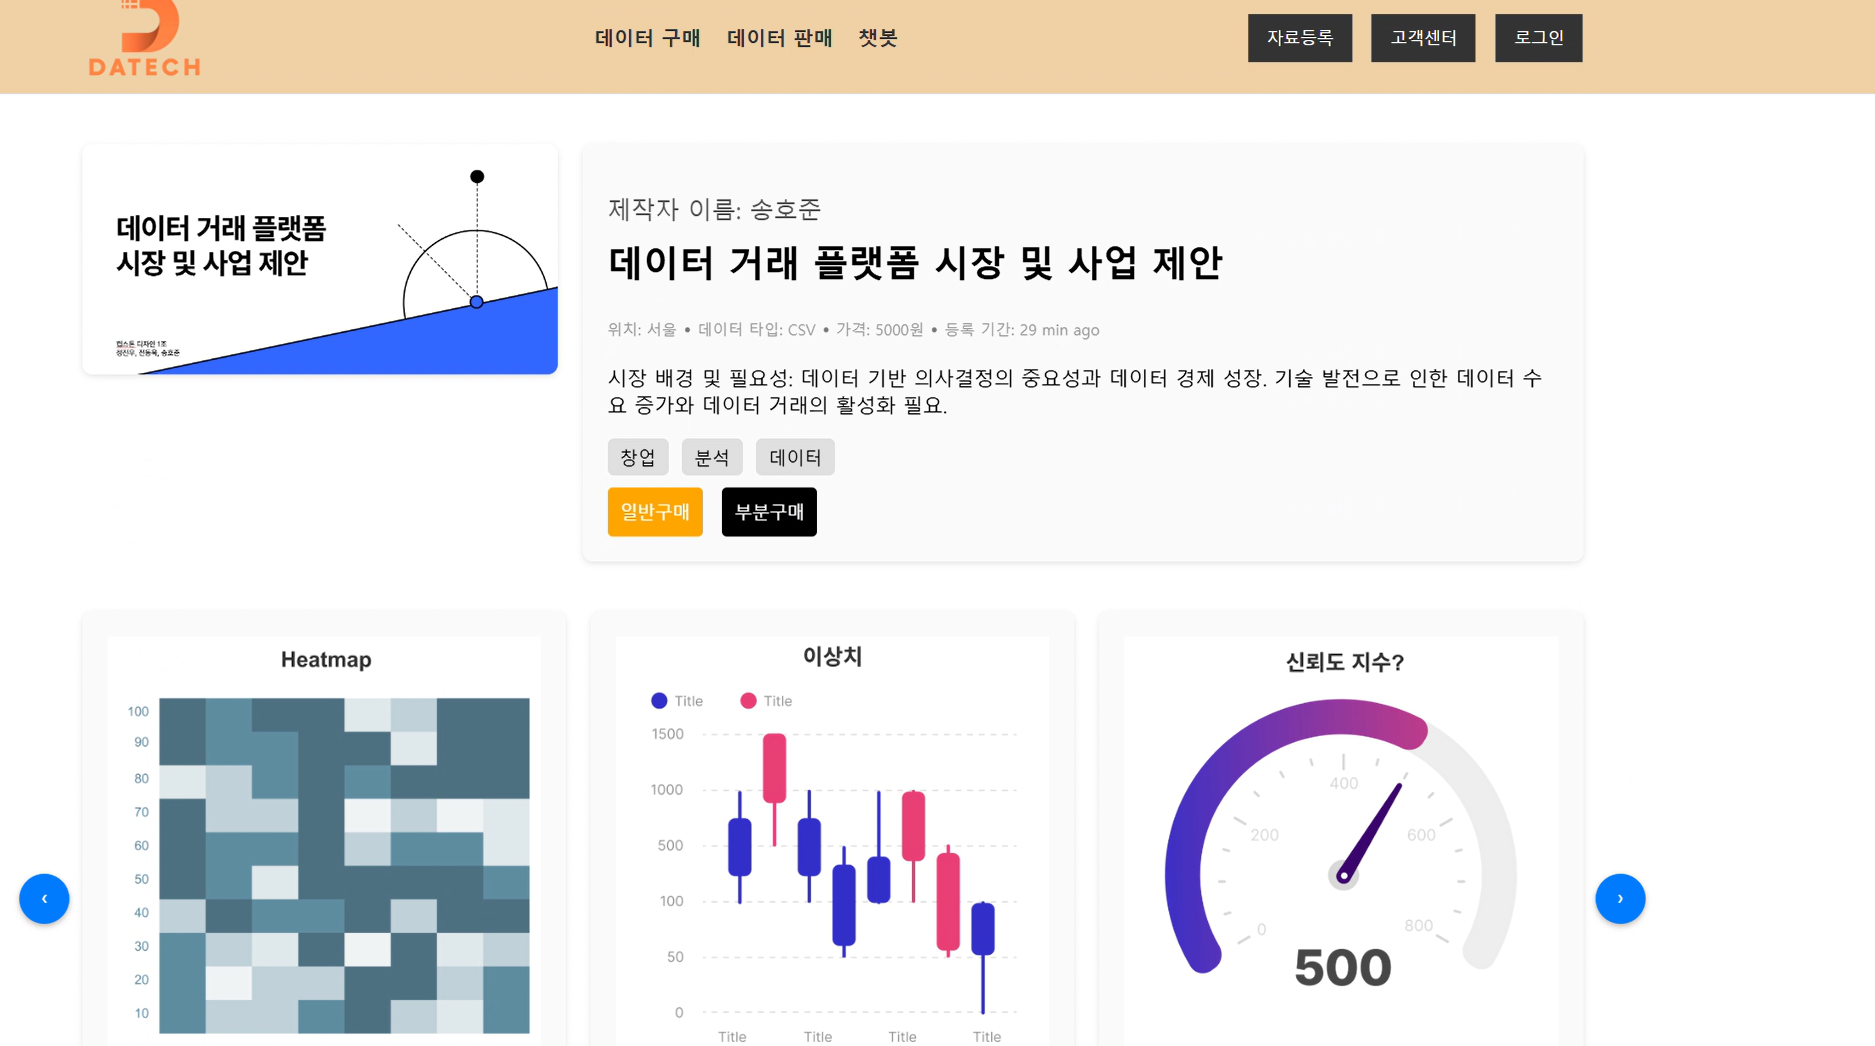 DATECH
데이터 구매 데이터 판매 챗봇
자료등록 고객센터 로그인
데이터 거래 플랫폼
시장 및 사업 제안
캡스톤 디자인 1조
제작자 이름: 송호준
데이터 거래 플랫폼 시장 및 사업 제안
위치: 서울 • 데이터 타입: CSV • 가격: 5000원 • 등록 기간: 29 min ago
시장 배경 및 필요성: 데이터 기반 의사결정의 중요성과 데이터 경제 성장. 기술 발전으로 인한 데이터 수
요 증가와 데이터 거래의 활성화 필요.
창업 분석 데이터
일반구매 부분구매
‹
Heatmap
100
90
80
70
60
50
40
30
20
10
이상치
Title Title
1500
1000
500
100
50
0
Title Title Title Title
신뢰도 지수?
400
200 600
0 800
500
›